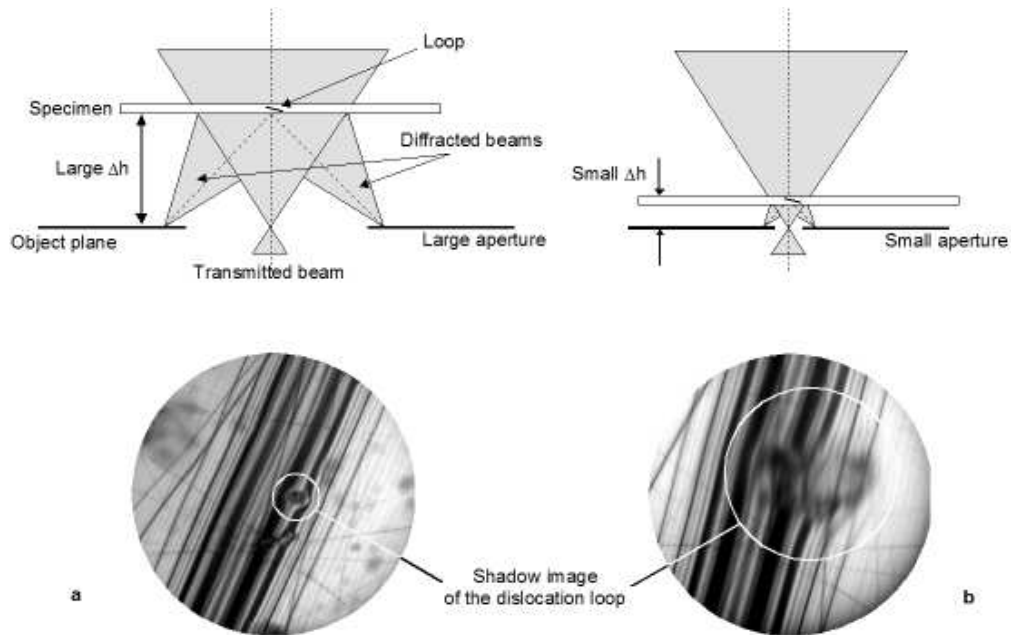 Loop
Specimen
Diffracted beams
Large Δh
Small Δh
Object plane
Large aperture
Small aperture
Transmitted beam
Shadow image
of the dislocation loop
a
b